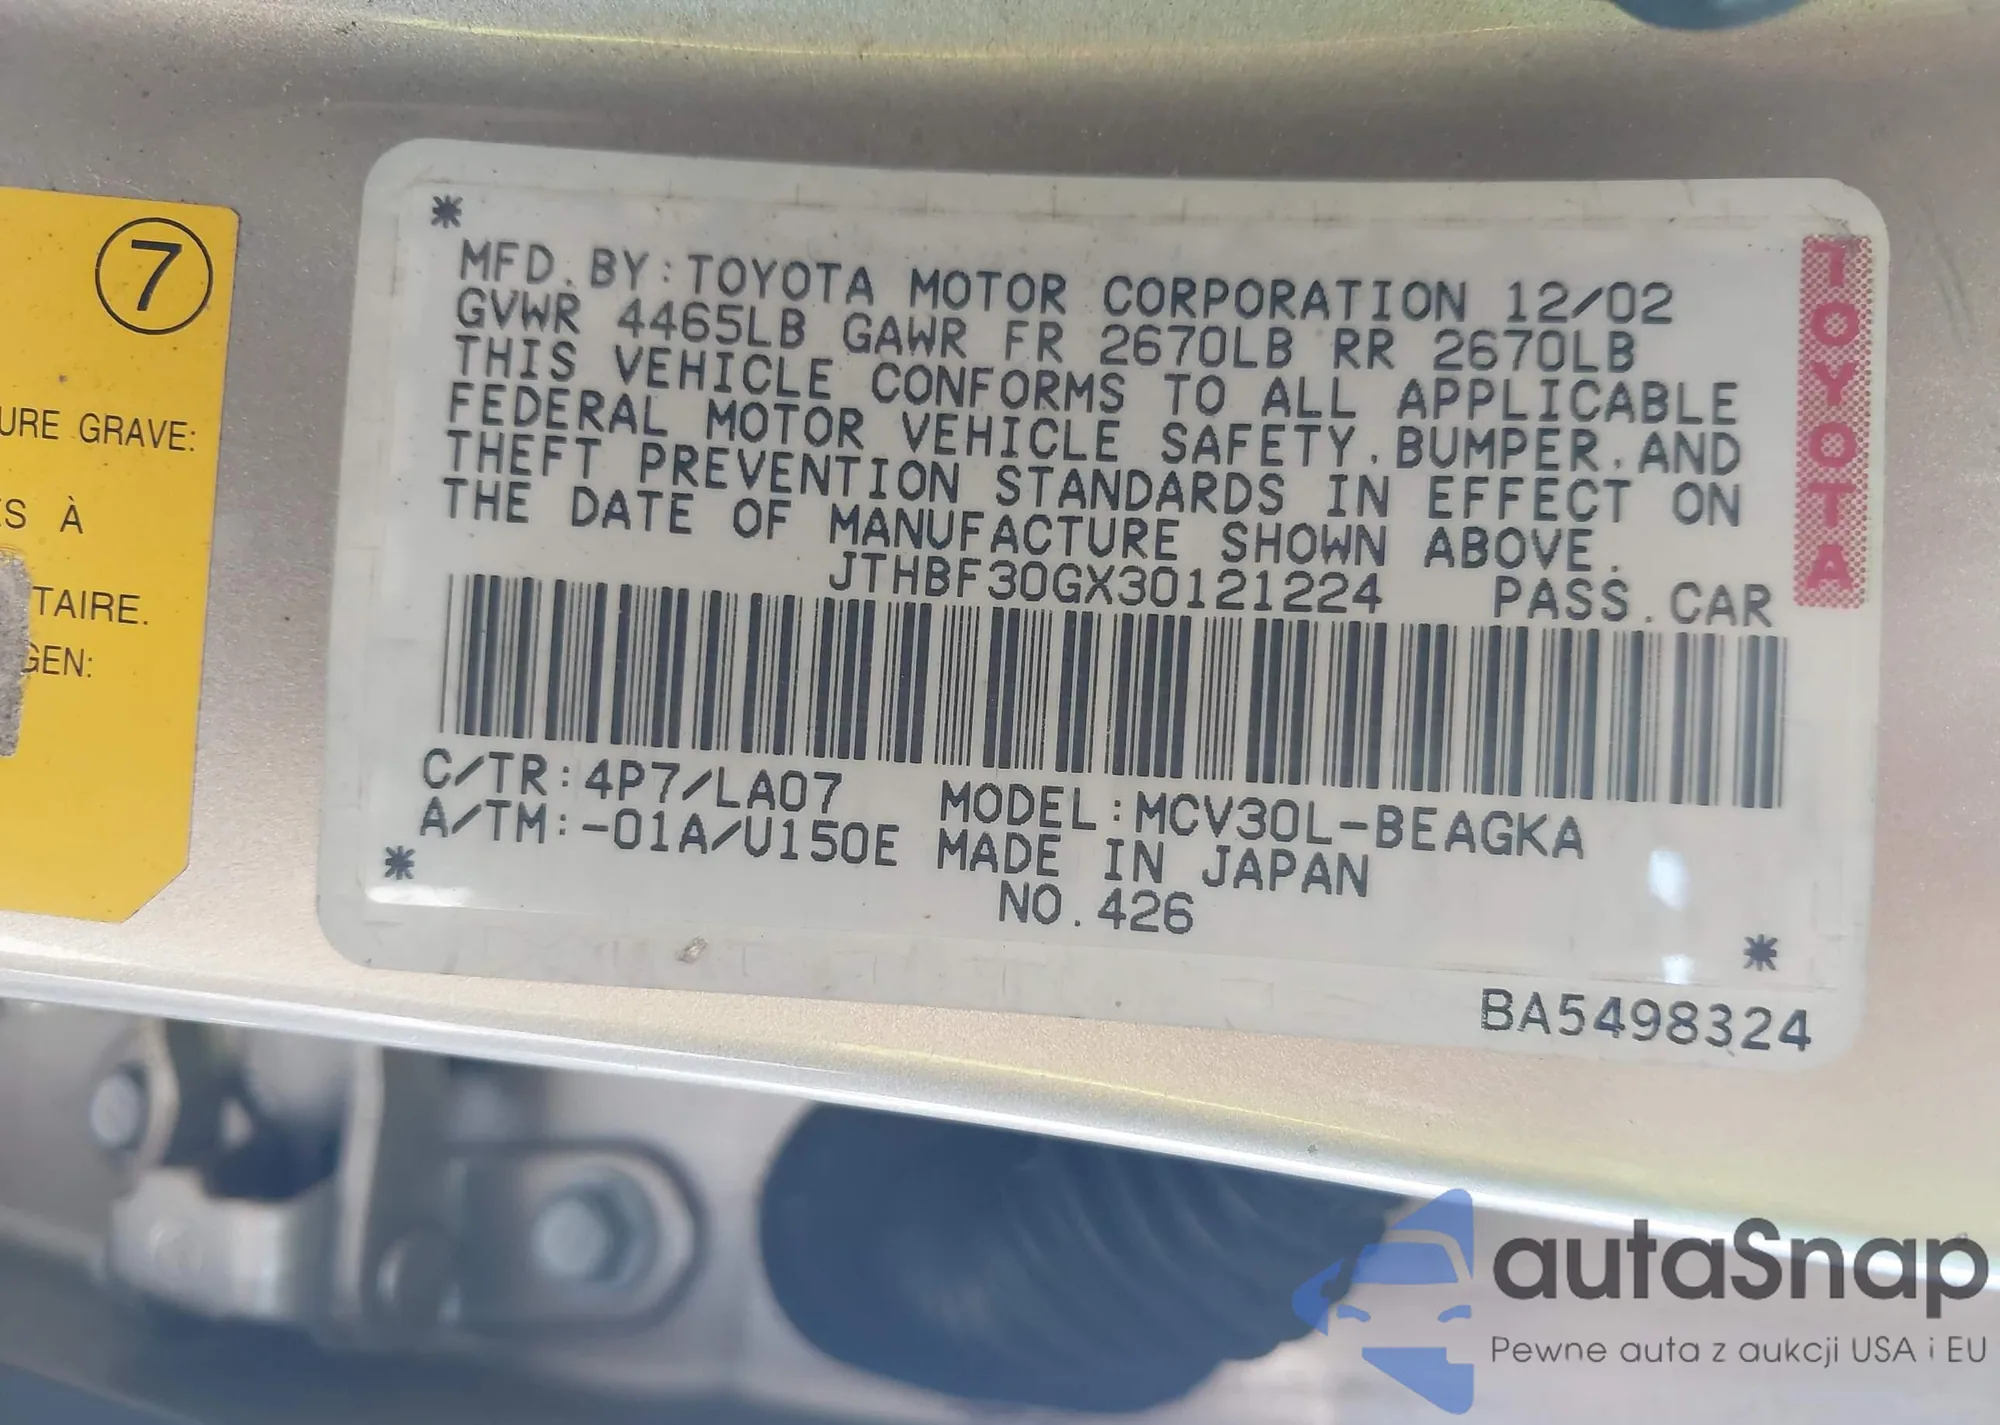 7
URE GRAVE:
S À
TAIRE.
GEN:
*
MFD. BY: TOYOTA MOTOR CORPORATION 12/02
GVWR 4465LB GAWR FR 2670LB RR 2670LB
THIS VEHICLE CONFORMS TO ALL APPLICABLE
FEDERAL MOTOR VEHICLE SAFETY, BUMPER, AND
THEFT PREVENTION STANDARDS IN EFFECT ON
THE DATE OF MANUFACTURE SHOWN ABOVE.
JTHBF30GX30121224 PASS. CAR
C/TR: 4P7/LA07 MODEL: MCV30L-BEAGKA
A/TM: -01A/U150E MADE IN JAPAN
* NO. 426
*
BA5498324
TOYOTA
autaSnap
Pewne auta z aukcji USA i EU